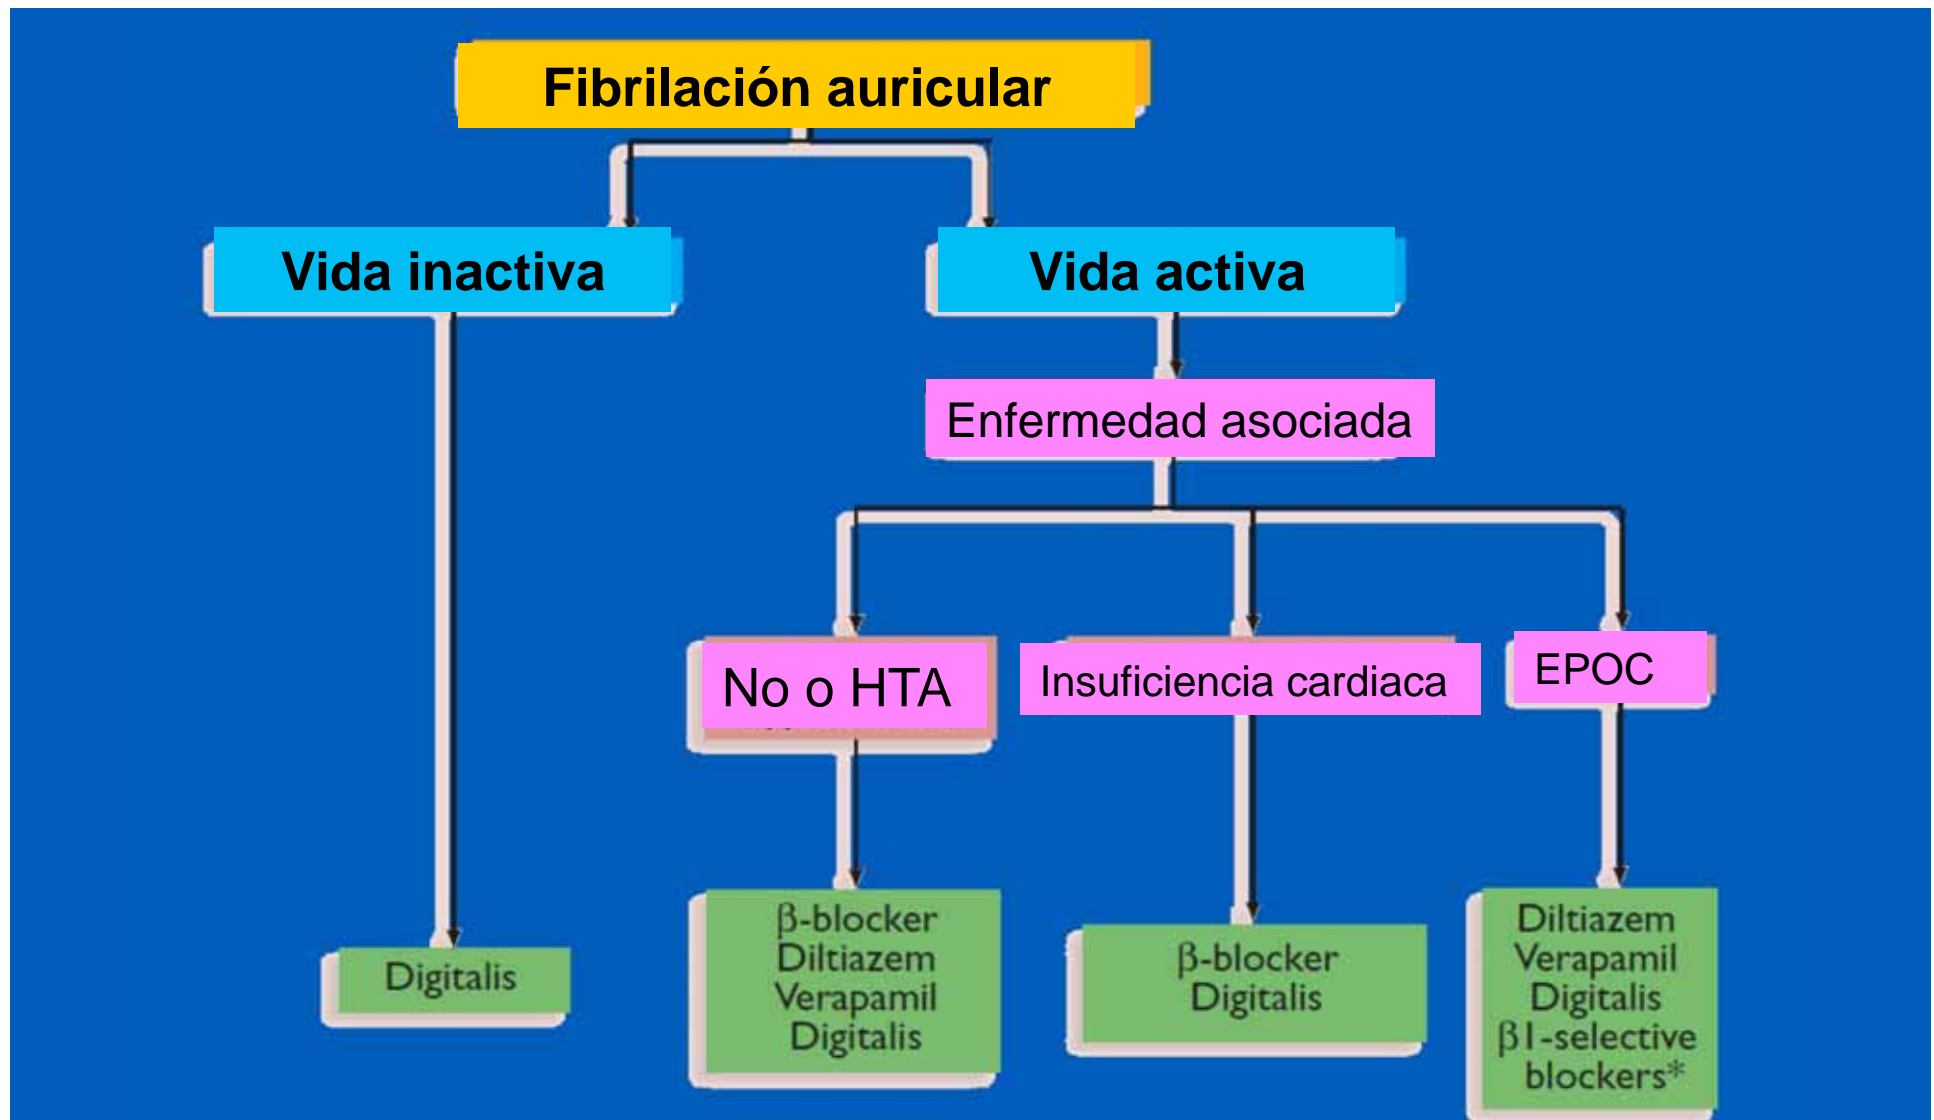 Fibrilación auricular
Vida inactiva
Vida activa
Enfermedad asociada
No o HTA
Insuficiencia cardiaca
EPOC
Digitalis
β-blocker
Diltiazem
Verapamil
Digitalis
β-blocker
Digitalis
Diltiazem
Verapamil
Digitalis
β1-selective
blockers*